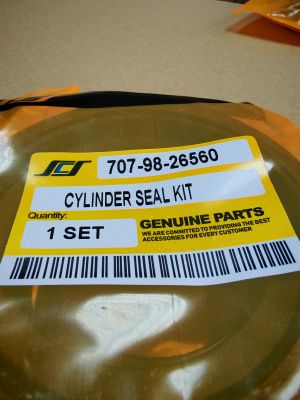 SCS 707-98-26560
CYLINDER SEAL KIT
Quantity:
1 SET
GENUINE PARTS
WE ARE COMMITTED TO PROVIDING THE BEST
ACCESSORIES FOR EVERY CUSTOMER